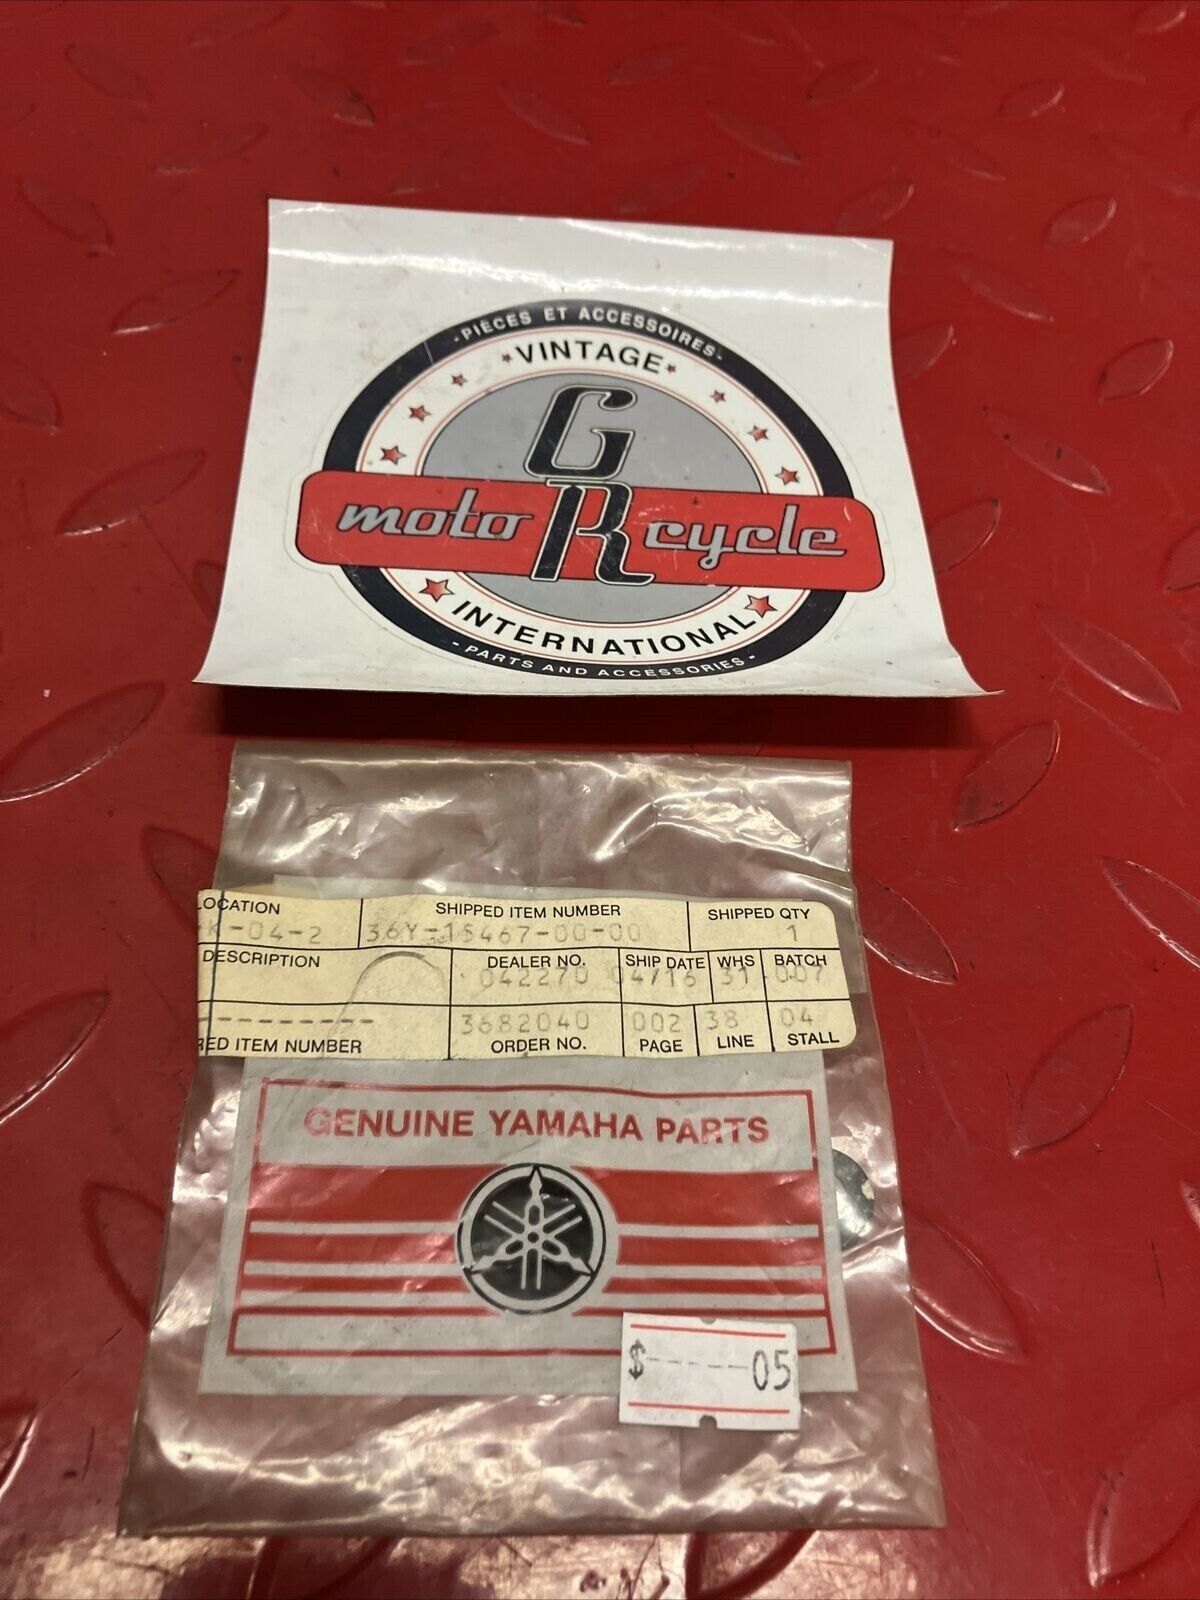 -PIÈCES ET ACCESSOIRES-
VINTAGE
GR
moto cycle
INTERNATIONAL
- PARTS AND ACCESSORIES -
LOCATION SHIPPED ITEM NUMBER SHIPPED QTY
K-04-2 36Y-15467-00-00 1
DESCRIPTION DEALER NO. SHIP DATE WHS BATCH
042270 04/16 31 007
--------- 3682040 002 38 04
RED ITEM NUMBER ORDER NO. PAGE LINE STALL
GENUINE YAMAHA PARTS
$ ------ 05